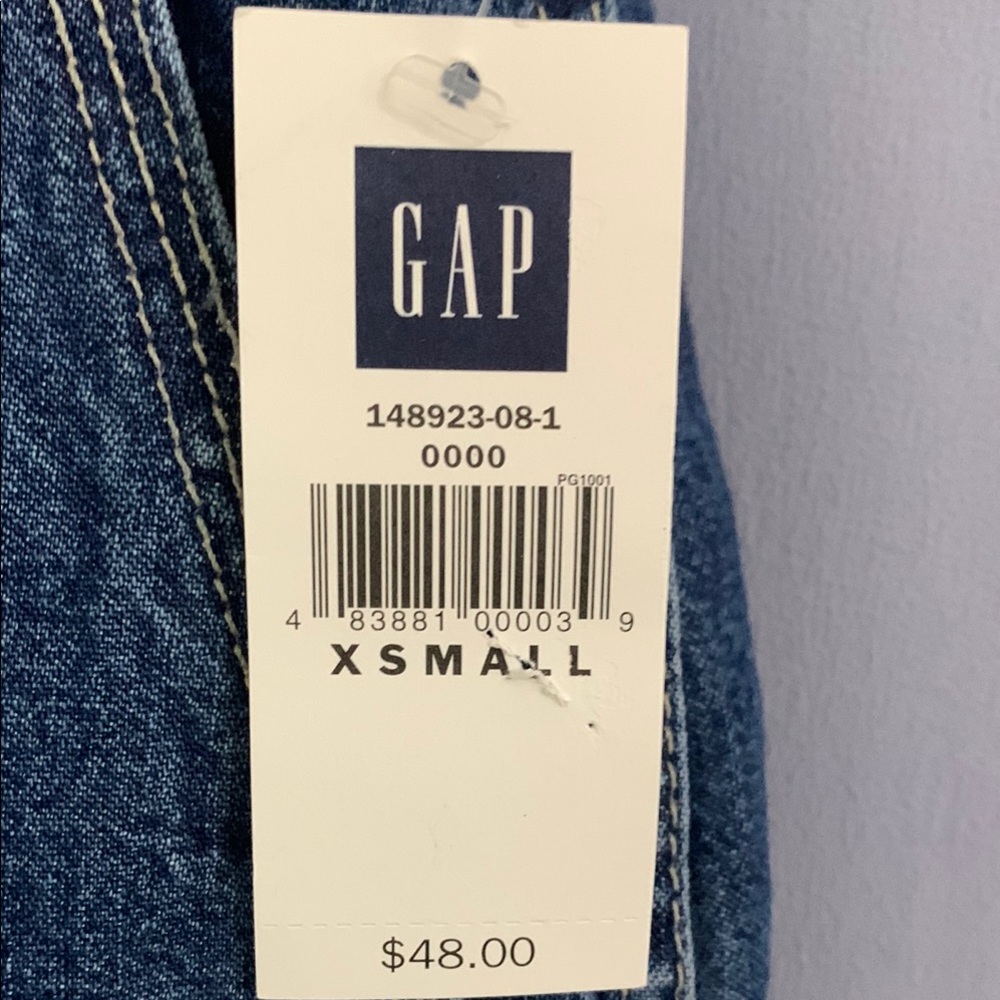 GAP
148923-08-1
0000
PG1001
4 83881 00003 9
XSMALL
$48.00